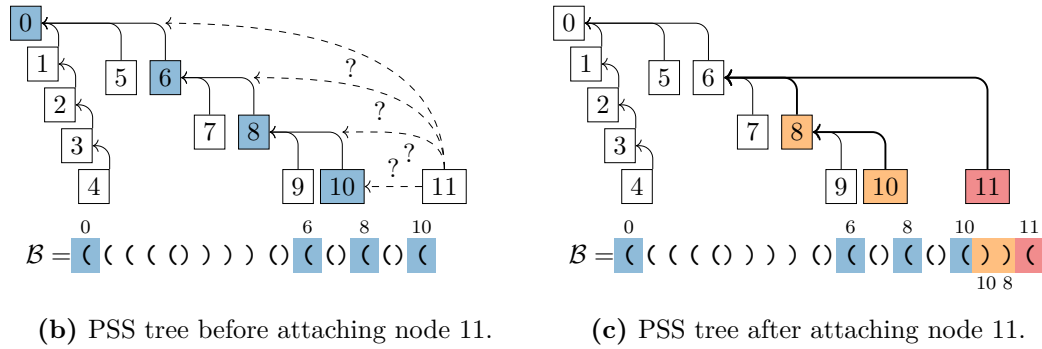 0
1 5 6 ?
2 7 8 ?
3 ?
4 9 10 ? 11
0 6 8 10
B = ( ( ( ( () ) ) ) () ( () ( () (
(b) PSS tree before attaching node 11.
0
1 5 6
2 7 8
3
4 9 10 11
0 6 8 10 11
B = ( ( ( ( () ) ) ) () ( () ( () ( ) ) (
10 8
(c) PSS tree after attaching node 11.